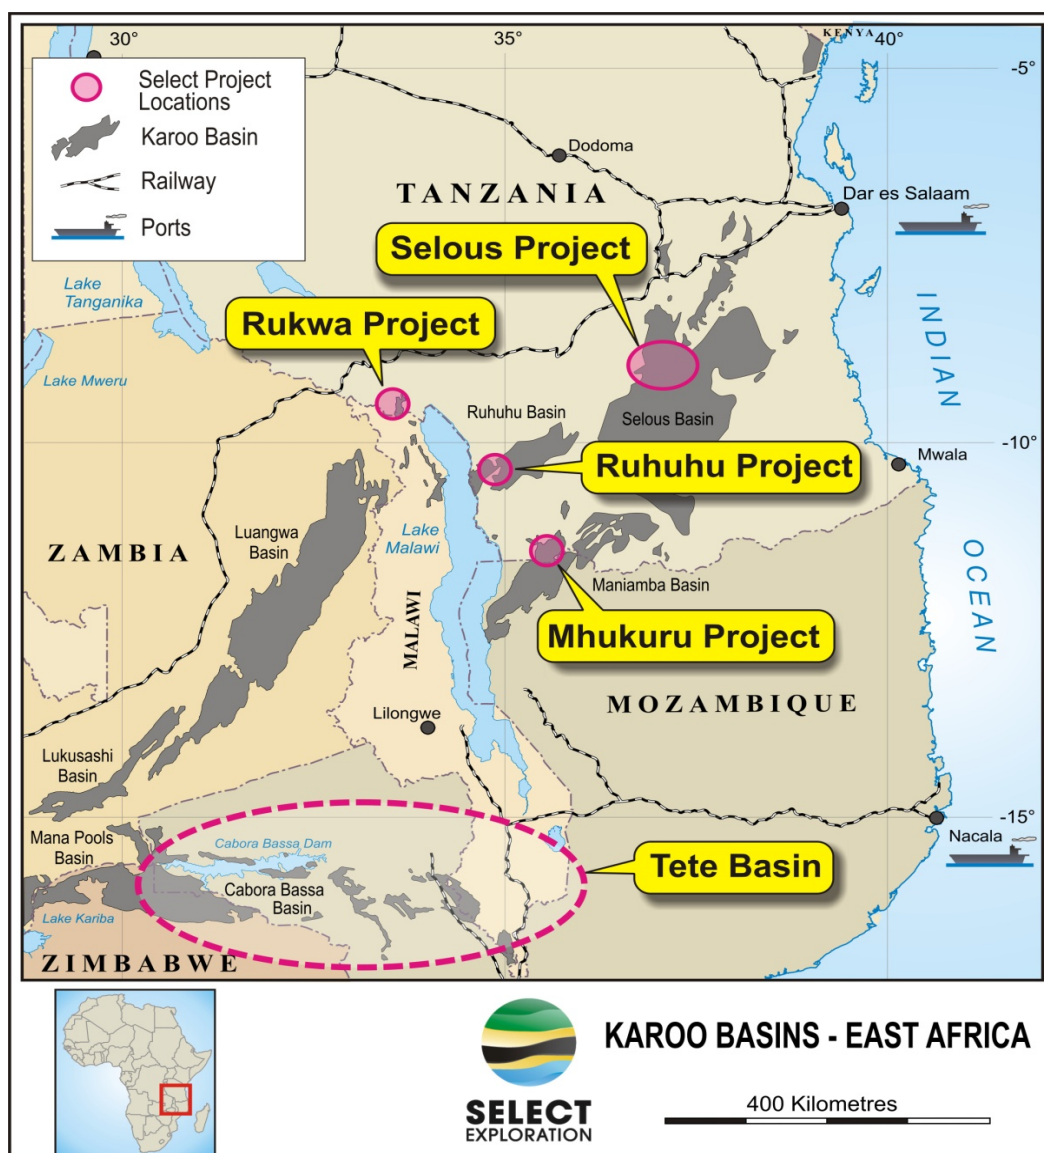 30°
35°
KENYA
40°
-5°
Select Project
Locations
Karoo Basin
Railway
Ports
Dodoma
TANZANIA
Dar es Salaam
Selous Project
Lake
Tanganika
Rukwa Project
INDIAN
Lake Mweru
Ruhuhu Basin
Selous Basin
-10°
Mwala
Ruhuhu Project
Luangwa
Basin
Lake
Malawi
ZAMBIA
OCEAN
Maniamba Basin
MALAWI
Mhukuru Project
MOZAMBIQUE
Lilongwe
Lukusashi
Basin
-15°
Mana Pools
Basin
Cabora Bassa Dam
Nacala
Tete Basin
Cabora Bassa
Basin
Lake Kariba
ZIMBABWE
KAROO BASINS - EAST AFRICA
400 Kilometres
SELECT
EXPLORATION